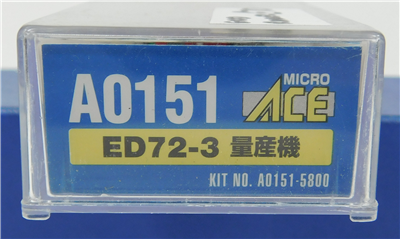 A0151
MICRO
ACE
ED72-3 量産機
KIT NO. A0151-5800